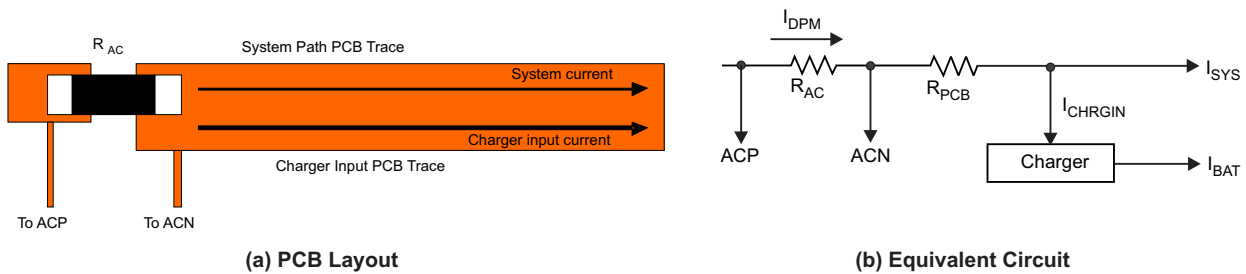 R AC
System Path PCB Trace
System current
Charger input current
Charger Input PCB Trace
To ACP
To ACN
(a) PCB Layout
IDPM
RAC
RPCB
ISYS
ICHRGIN
ACP
ACN
Charger
IBAT
(b) Equivalent Circuit